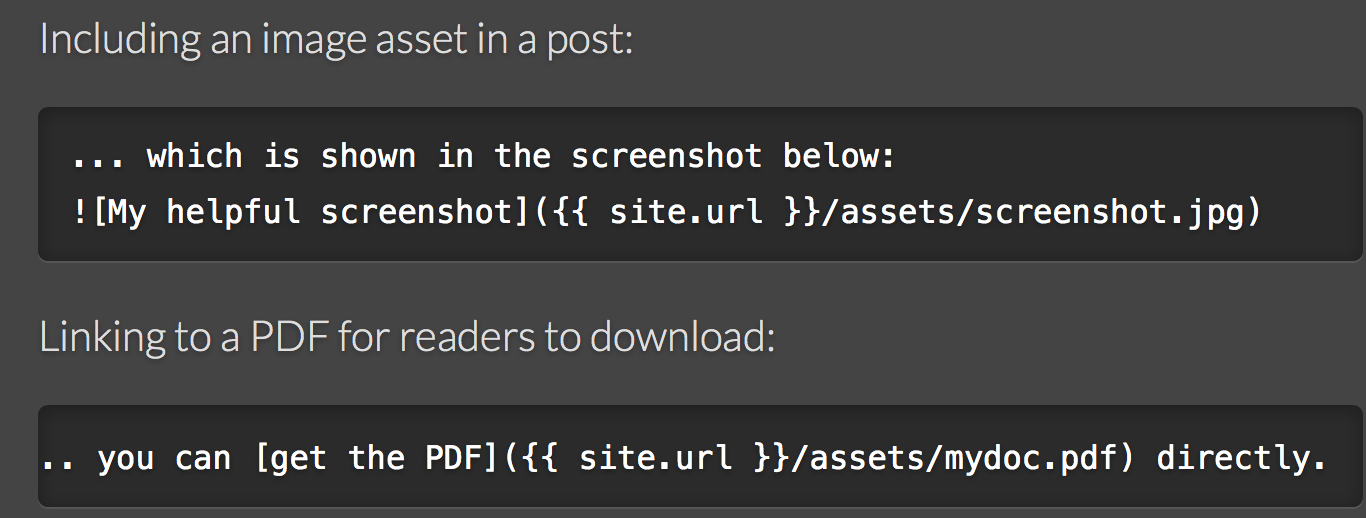 Including an image asset in a post:
... which is shown in the screenshot below:
![My helpful screenshot]({{ site.url }}/assets/screenshot.jpg)
Linking to a PDF for readers to download:
.. you can [get the PDF]({{ site.url }}/assets/mydoc.pdf) directly.